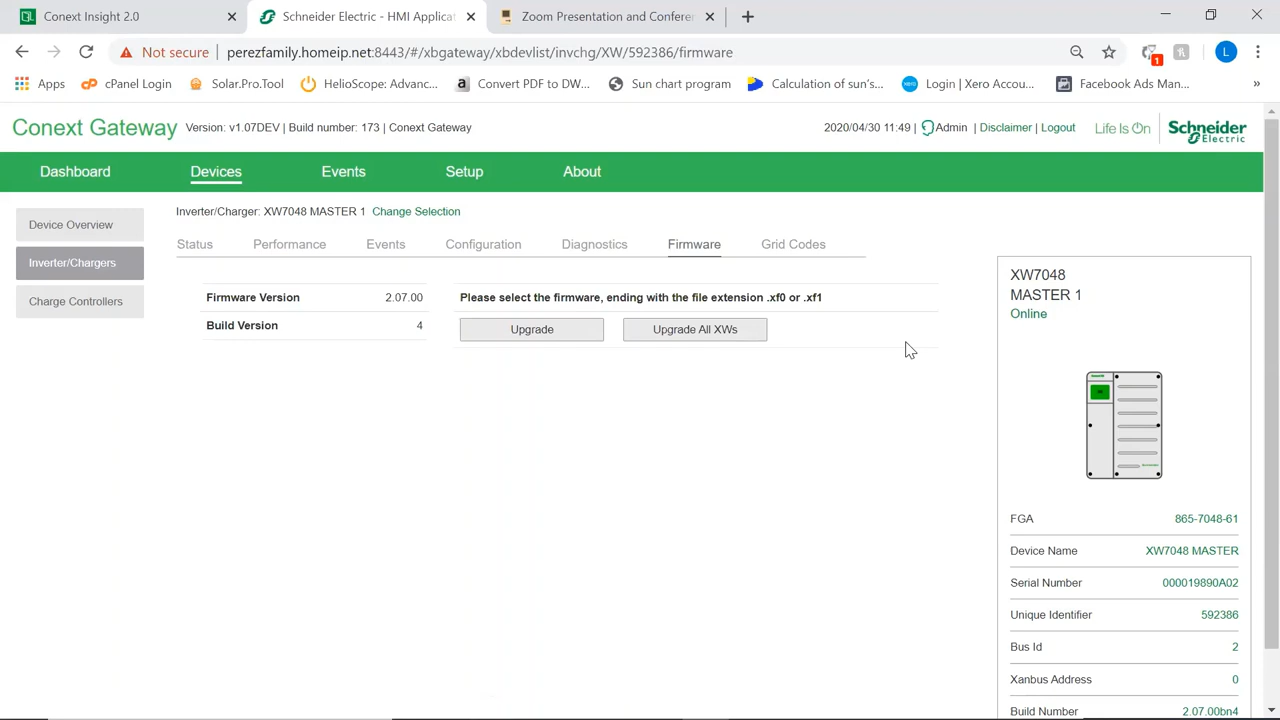 Conext Insight 2.0
Schneider Electric - HMI Applicat
Zoom Presentation and Conferen
Not secure
perezfamily.homeip.net:8443/#/xbgateway/xbdevlist/invchg/XW/592386/firmware
1
L
Apps
cPanel Login
Solar.Pro.Tool
HelioScope: Advanc...
Convert PDF to DW...
Sun chart program
Calculation of sun's...
Login | Xero Accou...
Facebook Ads Man...
»
Conext Gateway
Version: v1.07DEV | Build number: 173 | Conext Gateway
2020/04/30 11:49 | Admin | Disclaimer | Logout
Life Is On
Schneider
Electric
Dashboard
Devices
Events
Setup
About
Device Overview
Inverter/Chargers
Charge Controllers
Inverter/Charger: XW7048 MASTER 1 Change Selection
Status
Performance
Events
Configuration
Diagnostics
Firmware
Grid Codes
Firmware Version 2.07.00
Build Version 4
Please select the firmware, ending with the file extension .xf0 or .xf1
Upgrade
Upgrade All XWs
XW7048
MASTER 1
Online
FGA 865-7048-61
Device Name XW7048 MASTER
Serial Number 000019890A02
Unique Identifier 592386
Bus Id 2
Xanbus Address 0
Build Number 2.07.00bn4